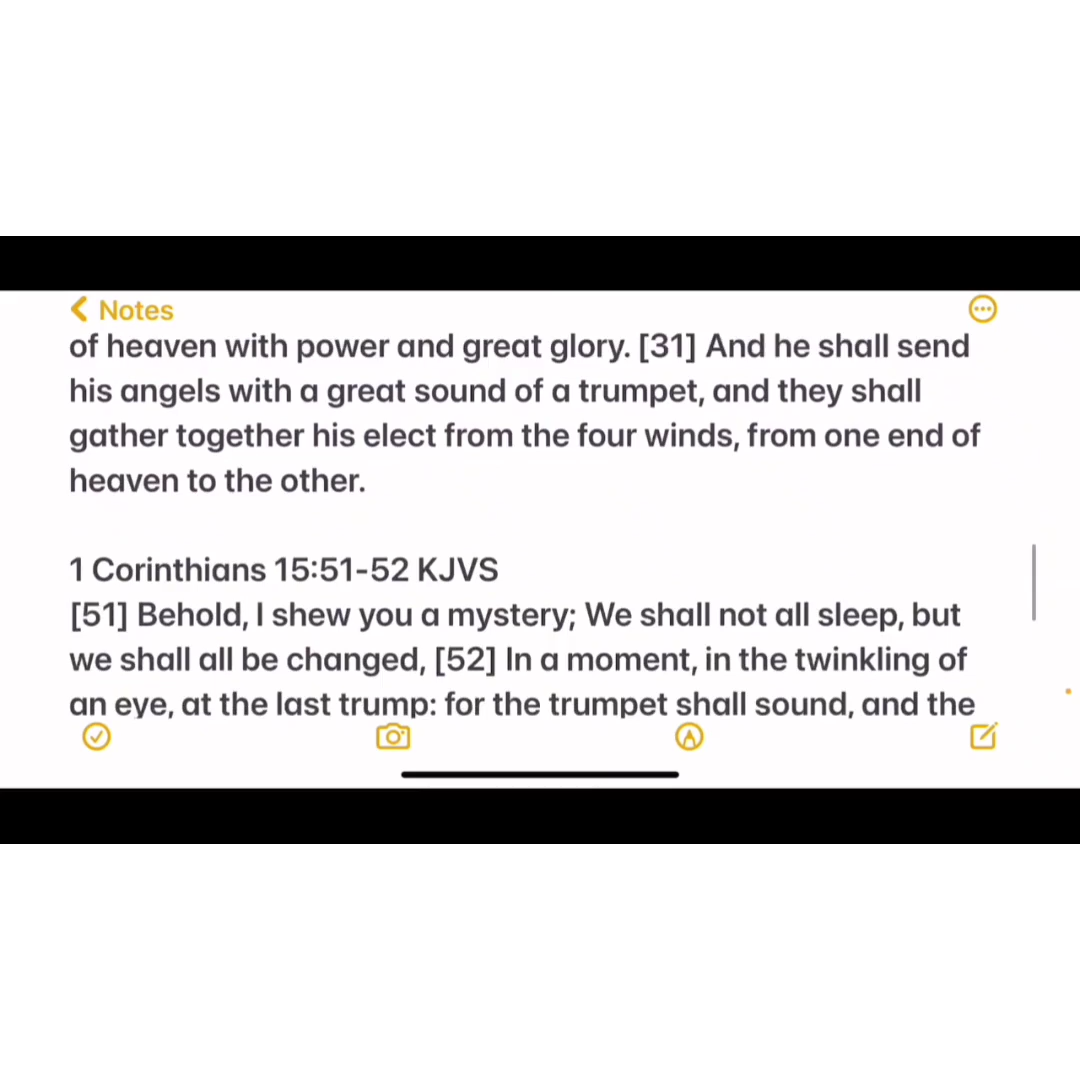 Notes
of heaven with power and great glory. [31] And he shall send
his angels with a great sound of a trumpet, and they shall
gather together his elect from the four winds, from one end of
heaven to the other.
1 Corinthians 15:51-52 KJVS
[51] Behold, I shew you a mystery; We shall not all sleep, but
we shall all be changed, [52] In a moment, in the twinkling of
an eye, at the last trump: for the trumpet shall sound, and the